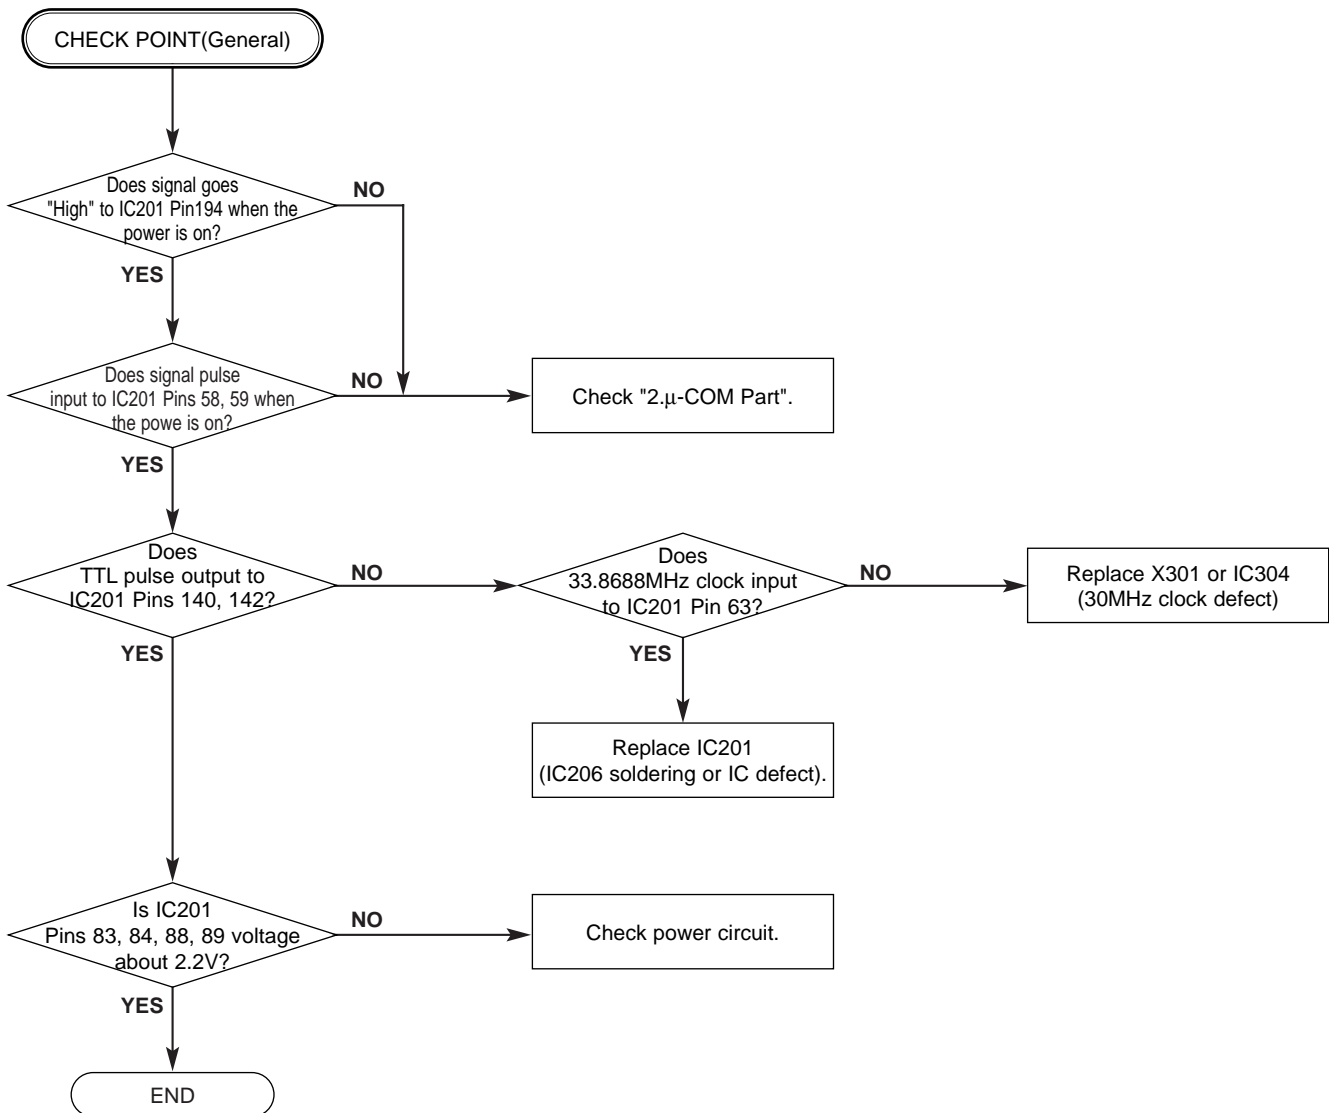 CHECK POINT(General)
Does signal goes
"High" to IC201 Pin194 when the
power is on?
NO
YES
Does signal pulse
input to IC201 Pins 58, 59 when
the powe is on?
NO
YES
Check "2.μ-COM Part".
Does
TTL pulse output to
IC201 Pins 140, 142?
NO
YES
Does
33.8688MHz clock input
to IC201 Pin 63?
NO
YES
Replace X301 or IC304
(30MHz clock defect)
Replace IC201
(IC206 soldering or IC defect).
Is IC201
Pins 83, 84, 88, 89 voltage
about 2.2V?
NO
YES
Check power circuit.
END